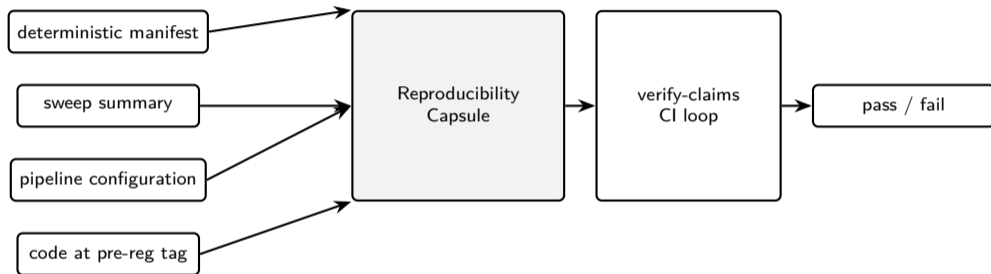 deterministic manifest
sweep summary
pipeline configuration
code at pre-reg tag
Reproducibility
Capsule
verify-claims
CI loop
pass / fail